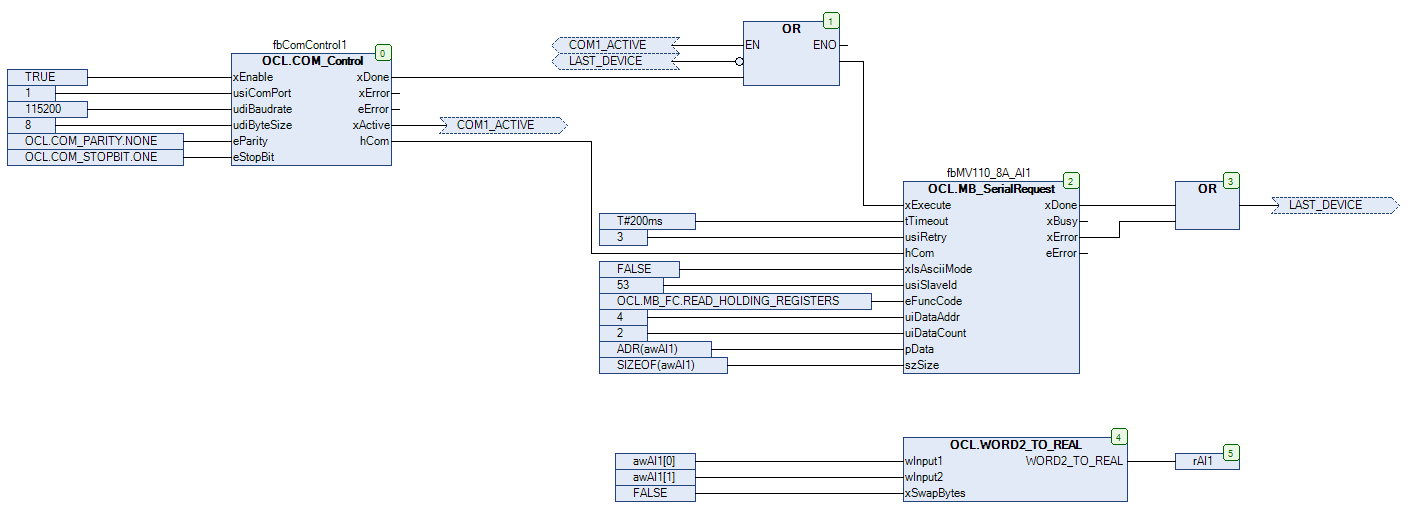 fbComControl1
OCL.COM_Control
0
TRUE
xEnable
xDone
1
usiComPort
xError
115200
udiBaudrate
eError
8
udiByteSize
xActive
COM1_ACTIVE
OCL.COM_PARITY.NONE
eParity
hCom
OCL.COM_STOPBIT.ONE
eStopBit
1
OR
COM1_ACTIVE
EN
ENO
LAST_DEVICE
fbMV110_8A_AI1
OCL.MB_SerialRequest
2
xExecute
xDone
T#200ms
tTimeout
xBusy
3
usiRetry
xError
hCom
eError
FALSE
xIsAsciiMode
53
usiSlaveId
OCL.MB_FC.READ_HOLDING_REGISTERS
eFuncCode
4
uiDataAddr
2
uiDataCount
ADR(awAI1)
pData
SIZEOF(awAI1)
szSize
3
OR
LAST_DEVICE
4
OCL.WORD2_TO_REAL
awAI1[0]
wInput1
WORD2_TO_REAL
awAI1[1]
wInput2
FALSE
xSwapBytes
5
rAI1